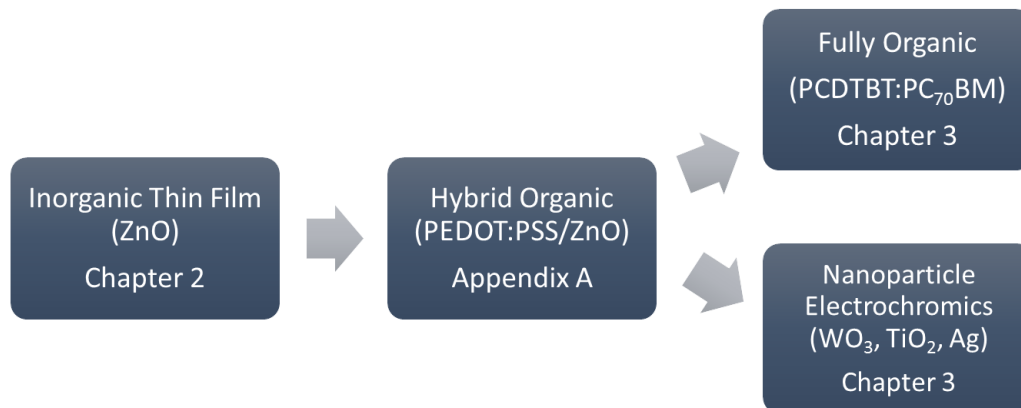 Inorganic Thin Film
(ZnO)
Chapter 2
Hybrid Organic
(PEDOT:PSS/ZnO)
Appendix A
Fully Organic
(PCDTBT:PC₇₀BM)
Chapter 3
Nanoparticle
Electrochromics
(WO₃, TiO₂, Ag)
Chapter 3